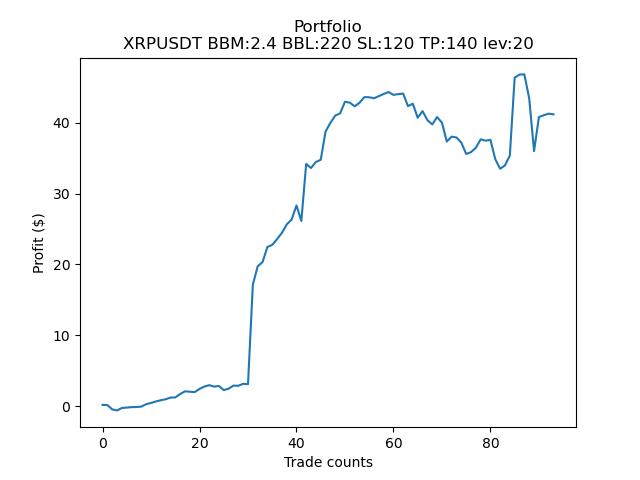 Portfolio
XRPUSDT BBM:2.4 BBL:220 SL:120 TP:140 lev:20
Profit ($)
40
30
20
10
0
0 20 40 60 80
Trade counts